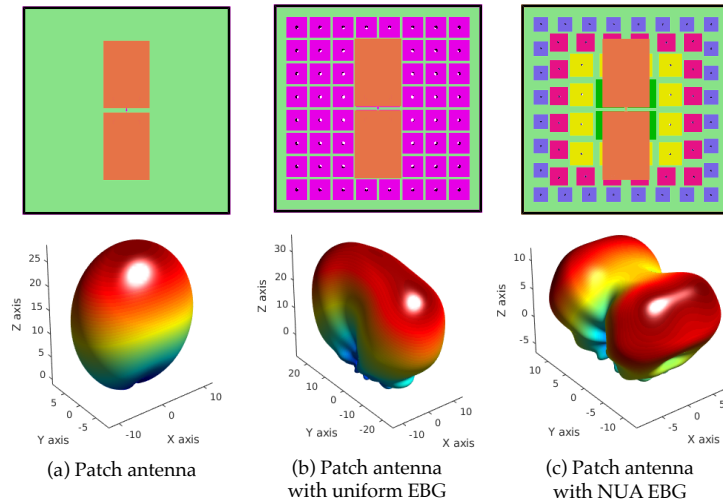 25
20
15
10
5
0
Z axis
5
0
-5
Y axis
-10
0
10
X axis
(a) Patch antenna
30
20
10
0
Z axis
20
10
0
-10
-20
Y axis
-10
0
10
X axis
(b) Patch antenna
with uniform EBG
10
5
0
-5
Z axis
10
5
0
-5
-10
Y axis
-5
0
5
X axis
(c) Patch antenna
with NUA EBG